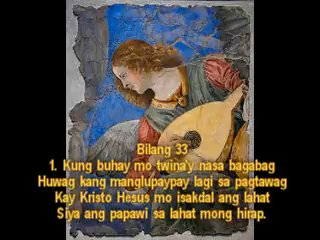 Bilang 33
1. Kung buhay mo twina'y nasa bagabag
Huwag kang manglupaypay lagi sa pagtawag
Kay Kristo Hesus mo isakdal ang lahat
Siya ang papawi sa lahat mong hirap.